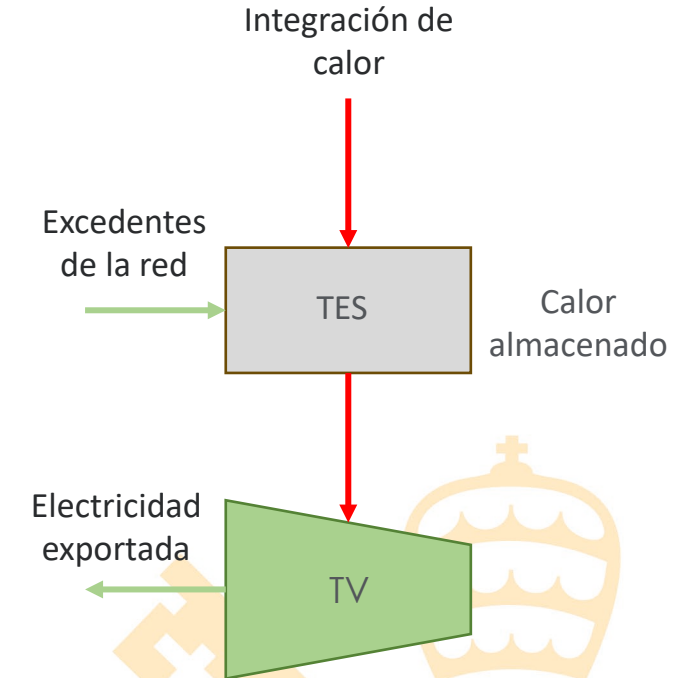 Integración de
calor
Excedentes
de la red
TES
Calor
almacenado
Electricidad
exportada
TV